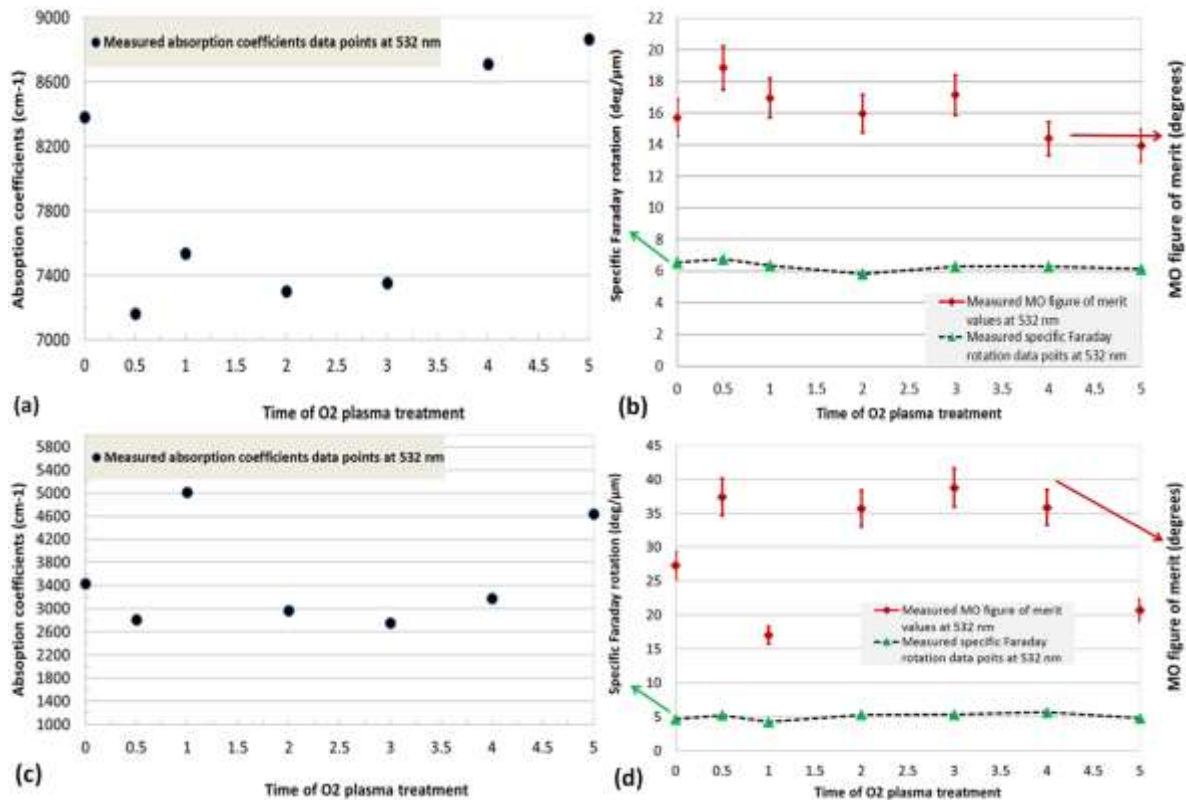 9000
8600
8200
7800
7400
7000
Absoption coefficients (cm-1)
Measured absorption coefficients data points at 532 nm
0 0.5 1 1.5 2 2.5 3 3.5 4 4.5 5
(a)
Time of O2 plasma treatment
22
20
18
16
14
12
10
8
6
4
2
0
Specific Faraday rotation (deg/μm)
MO figure of merit (degrees)
Measured MO figure of merit
values at 532 nm
Measured specific Faraday
rotation data poits at 532 nm
0 0.5 1 1.5 2 2.5 3 3.5 4 4.5 5
(b)
Time of O2 plasma treatment
5800
5400
5000
4600
4200
3800
3400
3000
2600
2200
1800
1400
1000
Absoption coefficients (cm-1)
Measured absorption coefficients data points at 532 nm
0 0.5 1 1.5 2 2.5 3 3.5 4 4.5 5
(c)
Time of O2 plasma treatment
45
40
35
30
25
20
15
10
5
0
Specific Faraday rotation (deg/μm)
MO figure of merit (degrees)
Measured MO figure of merit
values at 532 nm
Measured specific Faraday
rotation data poits at 532 nm
0 0.5 1 1.5 2 2.5 3 3.5 4 4.5 5
(d)
Time of O2 plasma treatment